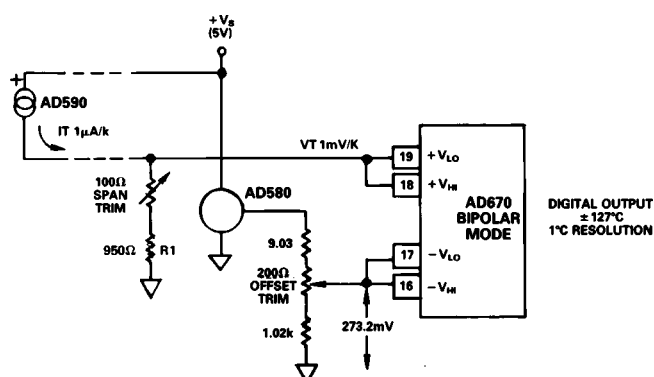 + Vs
(5V)
+
AD590
IT 1µA/k
VT 1mV/K
19 + VLO
18 + VHI
100Ω
SPAN
TRIM
AD580
AD670
BIPOLAR
MODE
DIGITAL OUTPUT
± 127°C
1°C RESOLUTION
950Ω R1
9.03
17 − VLO
200Ω
OFFSET
TRIM
16 − VHI
1.02k
273.2mV